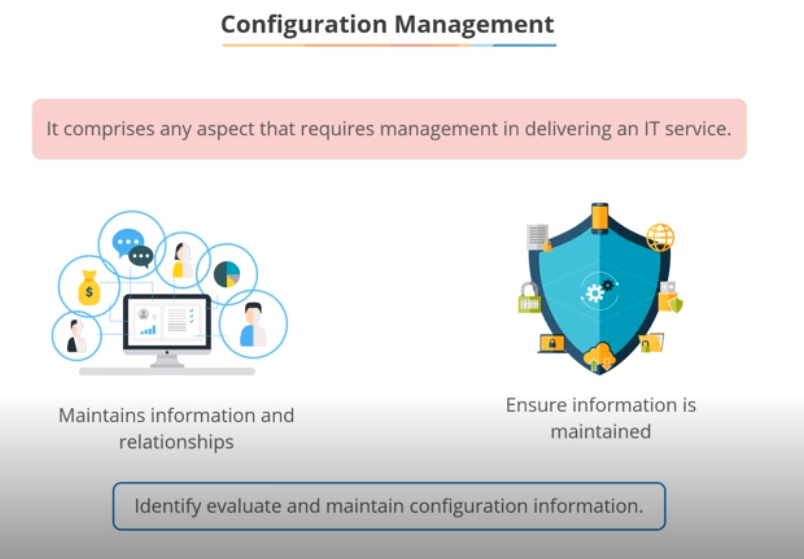 Configuration Management
It comprises any aspect that requires management in delivering an IT service.
$
Maintains information and
relationships
Ensure information is
maintained
Identify evaluate and maintain configuration information.